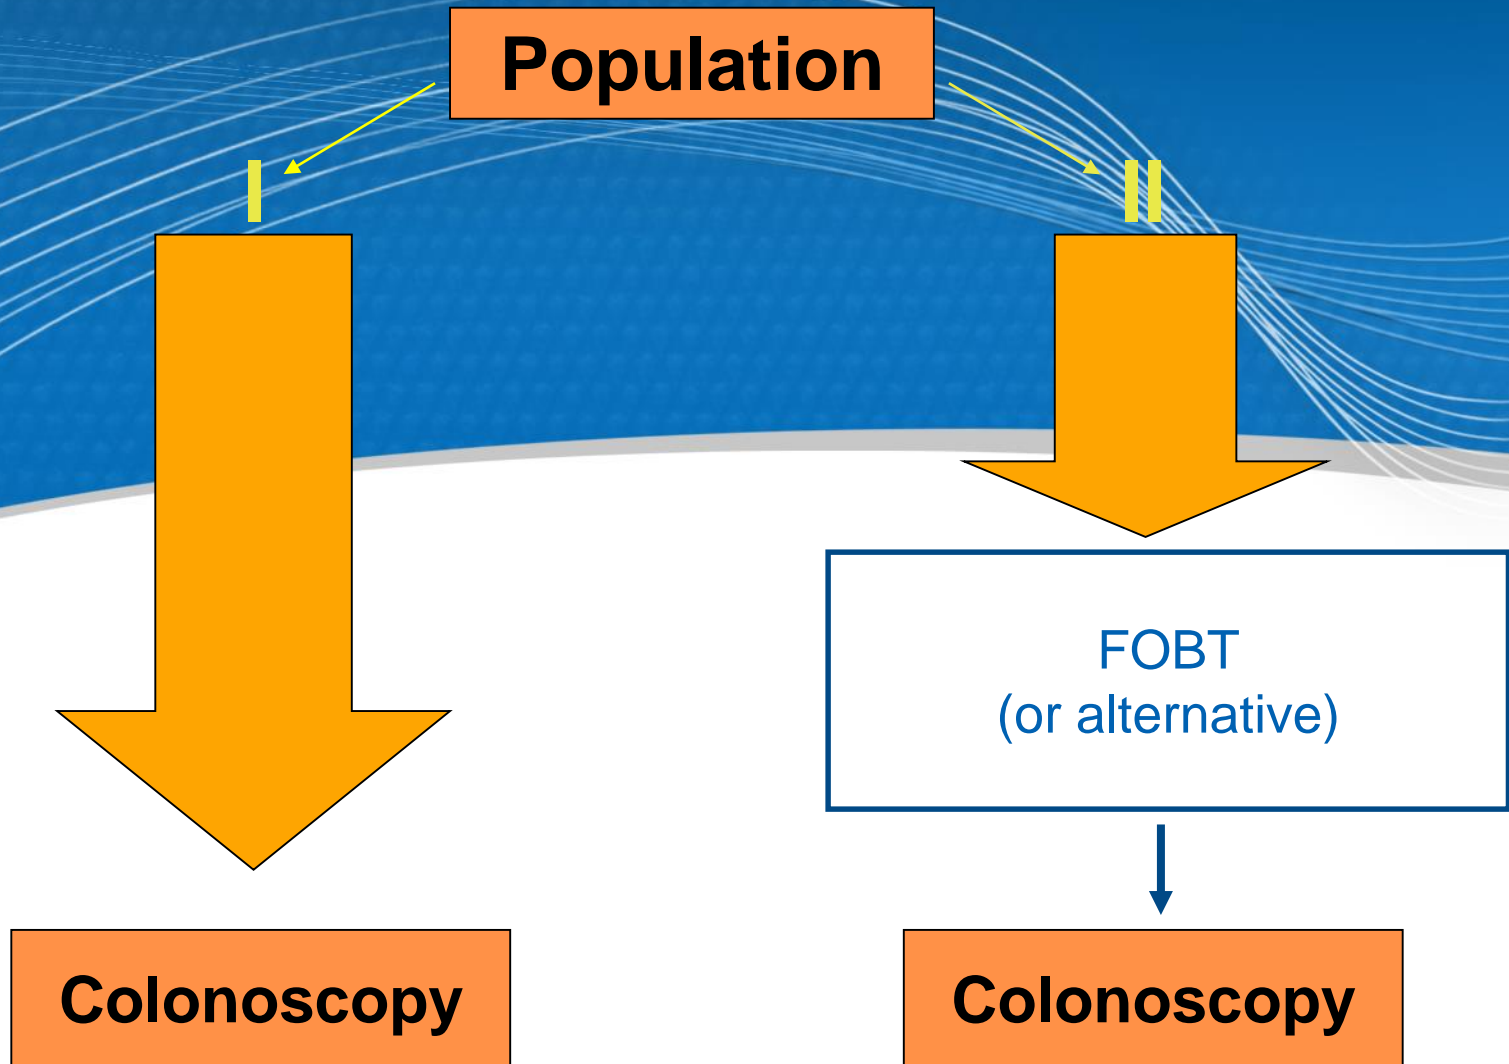 Population
I
II
FOBT
(or alternative)
Colonoscopy
Colonoscopy